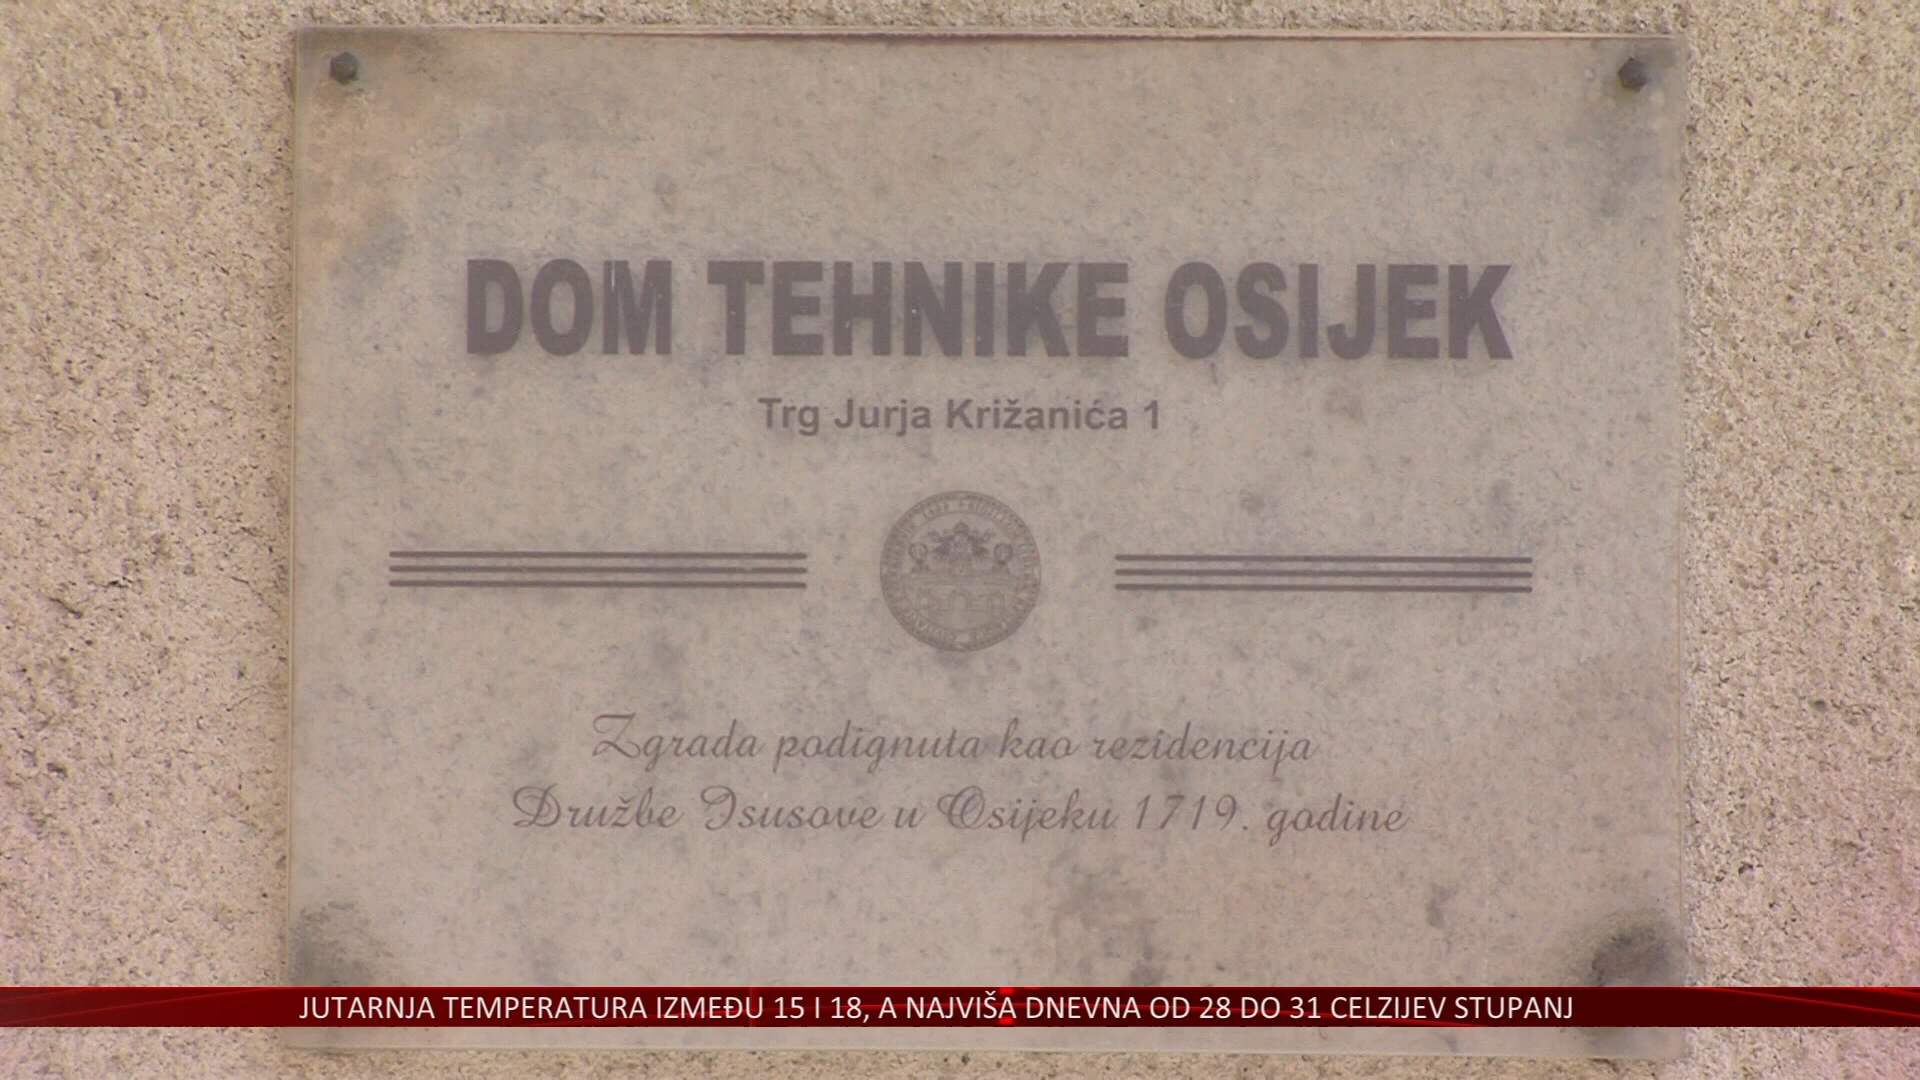 DOM TEHNIKE OSIJEK
Trg Jurja Križanića 1
Zgrada podignuta kao rezidencija
Družbe Isusove u Osijeku 1719. godine
JUTARNJA TEMPERATURA IZMEĐU 15 I 18, A NAJVIŠA DNEVNA OD 28 DO 31 CELZIJEV STUPANJ